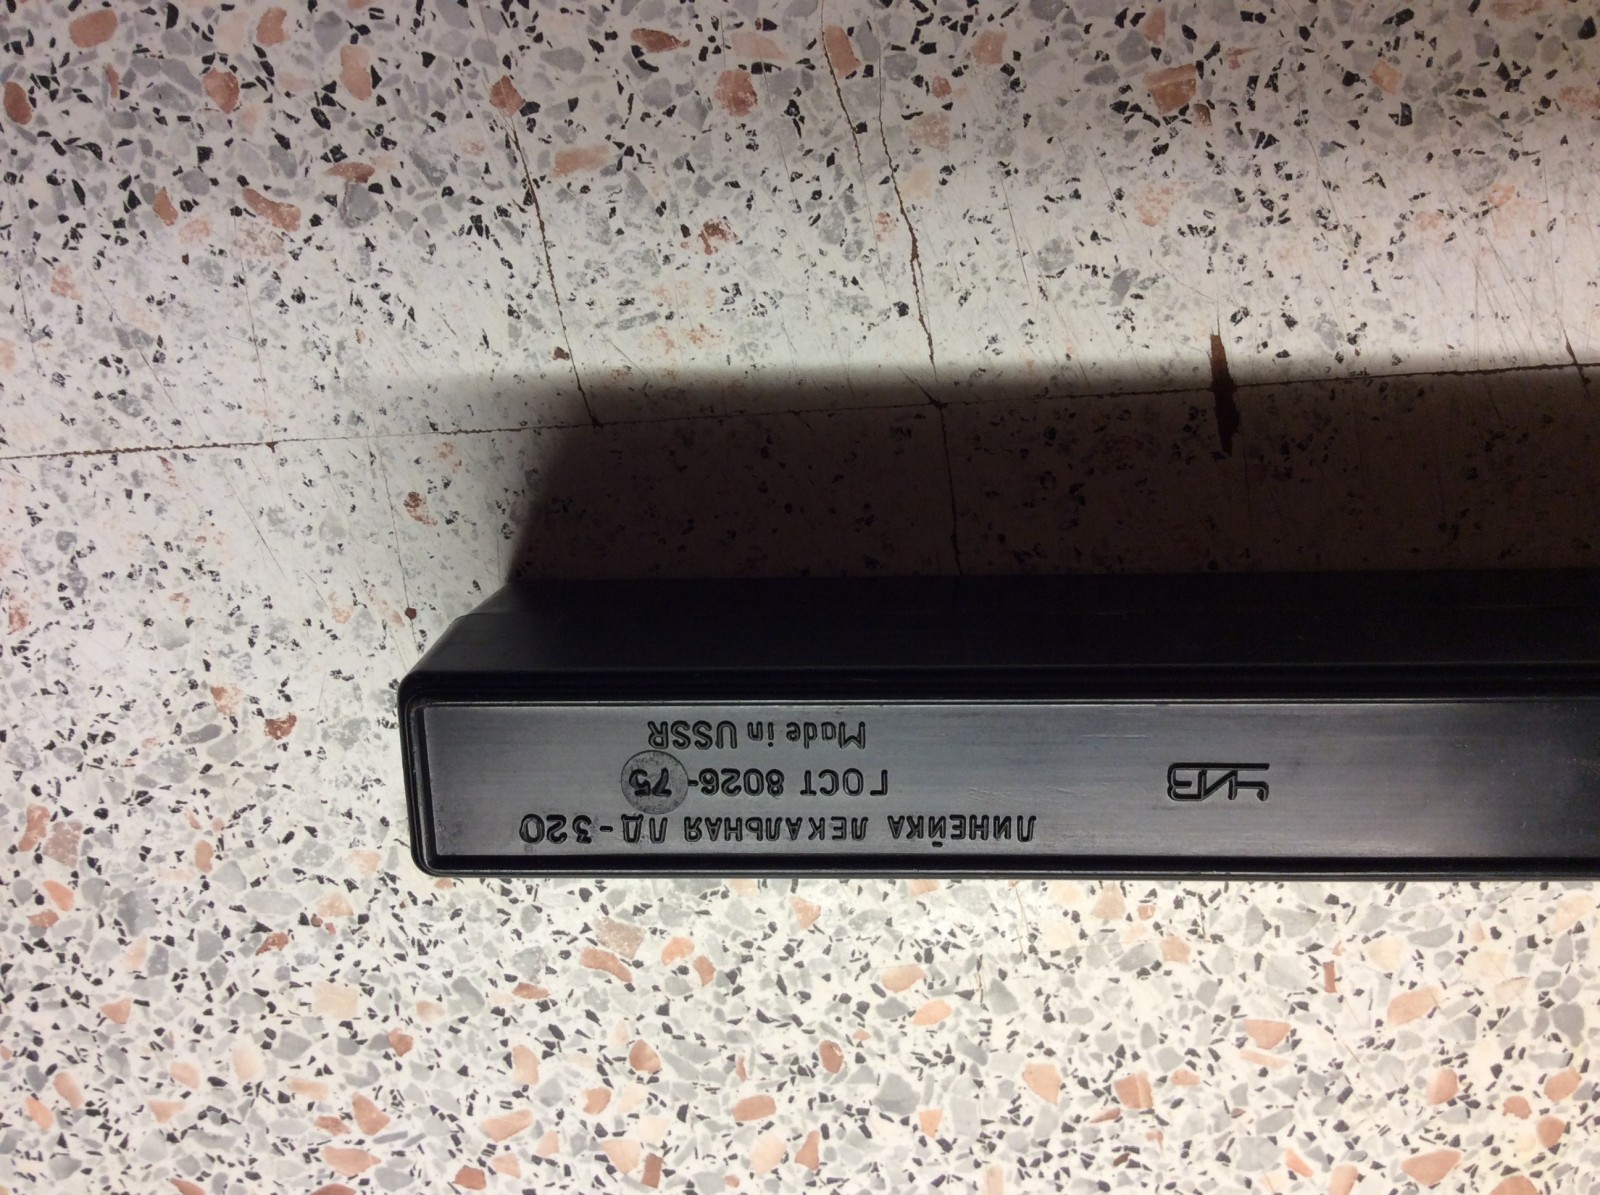 ЧИЗ
ЛИНЕЙКА ЛЕКАЛЬНАЯ ЛД-320
ГОСТ 8026-75
Made in USSR